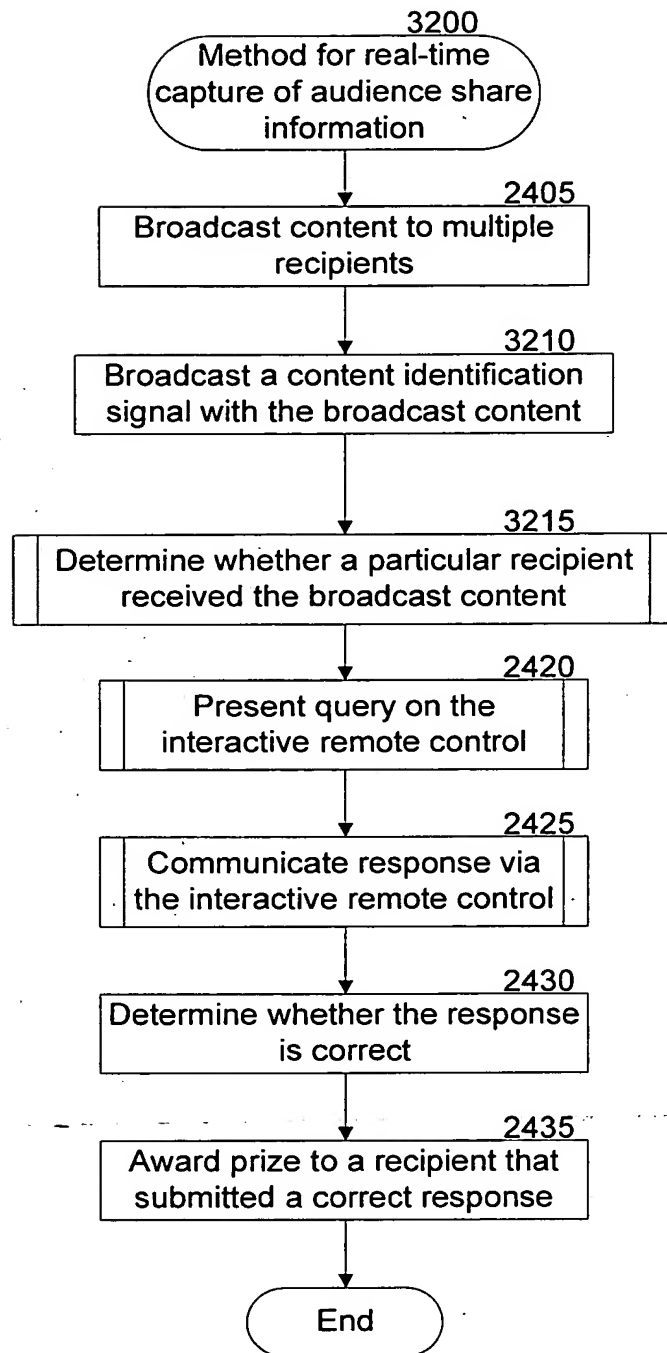 3200
Method for real-time
capture of audience share
information
2405
Broadcast content to multiple
recipients
3210
Broadcast a content identification
signal with the broadcast content
3215
Determine whether a particular recipient
received the broadcast content
2420
Present query on the
interactive remote control
2425
Communicate response via
the interactive remote control
2430
Determine whether the response
is correct
2435
Award prize to a recipient that
submitted a correct response
End